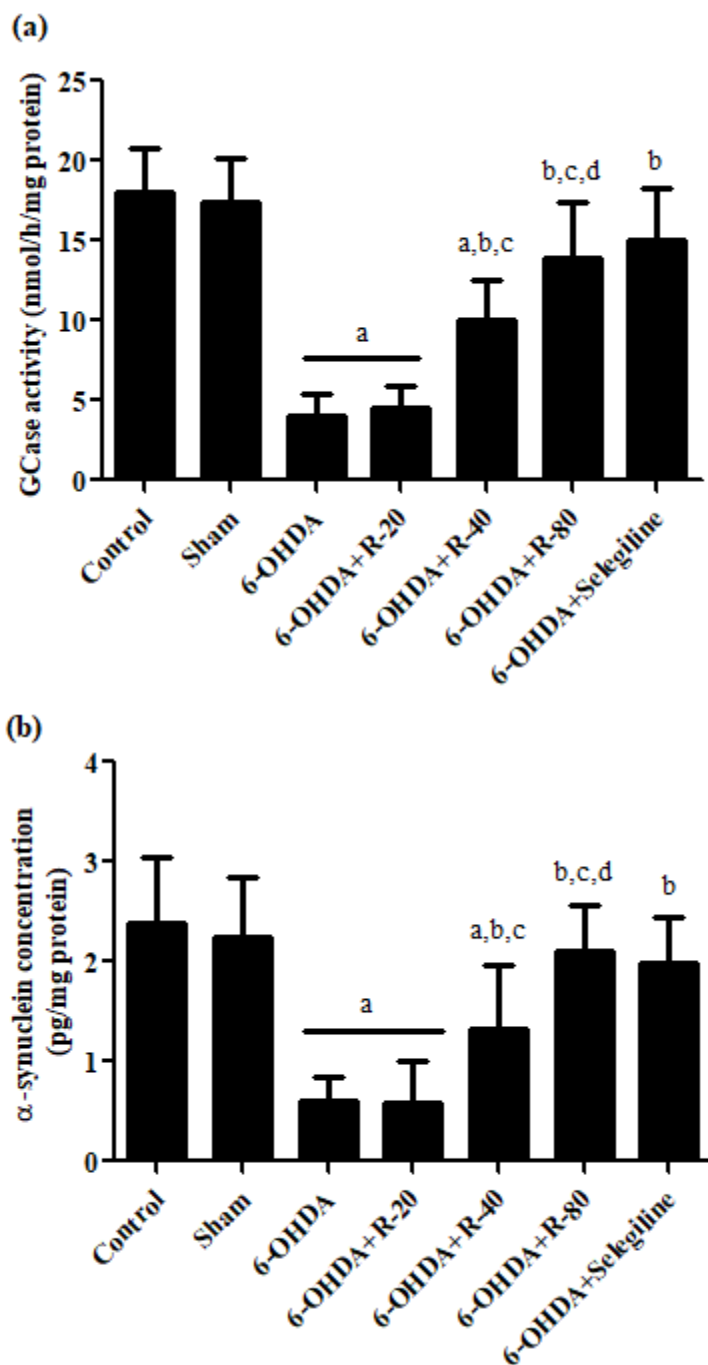 (a)
GCase activity (nmol/h/mg protein)
25
20
15
10
5
0
a
a,b,c
b,c,d
b
Control
Sham
6-OHDA
6-OHDA+R-20
6-OHDA+R-40
6-OHDA+R-80
6-OHDA+Selegiline
(b)
α-synuclein concentration
(pg/mg protein)
4
3
2
1
0
a
a,b,c
b,c,d
b
Control
Sham
6-OHDA
6-OHDA+R-20
6-OHDA+R-40
6-OHDA+R-80
6-OHDA+Selegiline